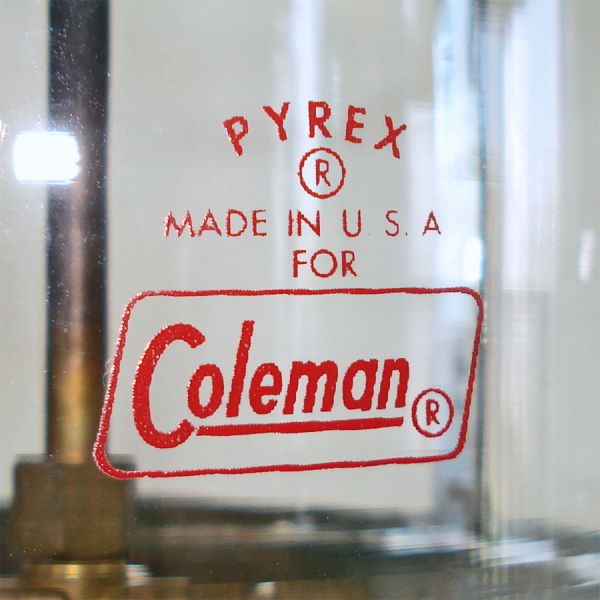 PYREX
®
MADE IN U.S.A
FOR
Coleman®